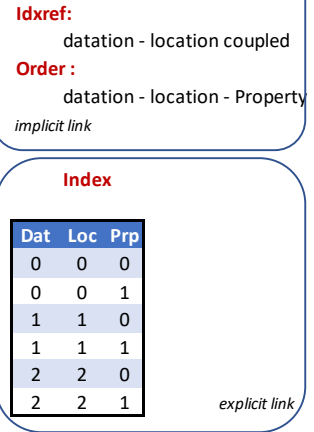 Idxref:
datation - location coupled
Order :
datation - location - Property
implicit link
Index
Dat Loc Prp
0 0 0
0 0 1
1 1 0
1 1 1
2 2 0
2 2 1
explicit link